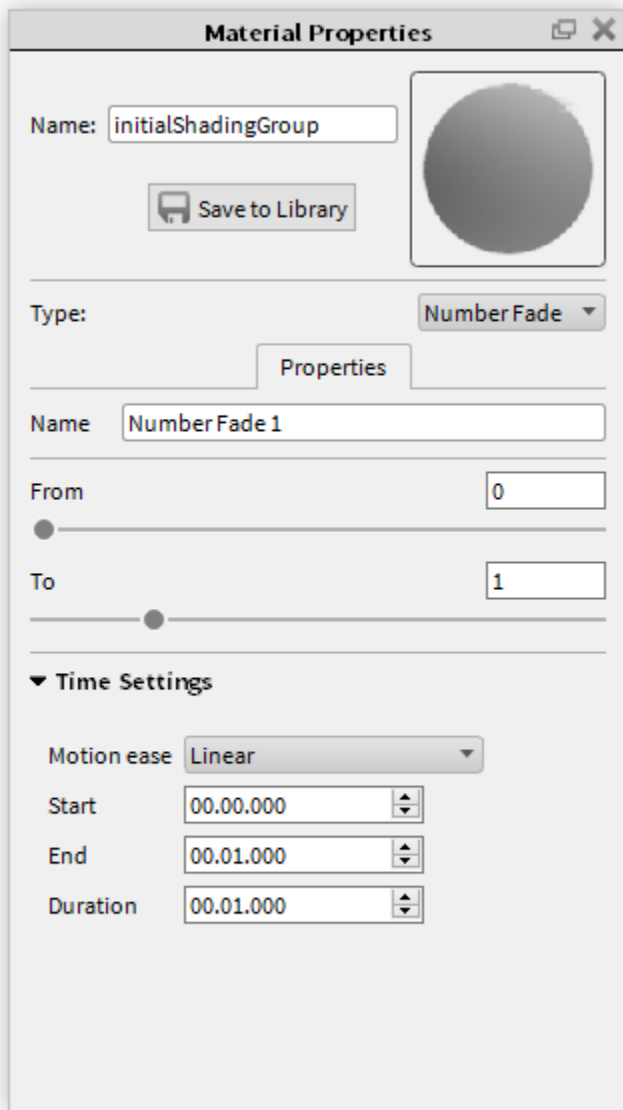 Material Properties
Name: initialShadingGroup
Save to Library
Type: Number Fade
Properties
Name Number Fade 1
From 0
To 1
Time Settings
Motion ease Linear
Start 00.00.000
End 00.01.000
Duration 00.01.000